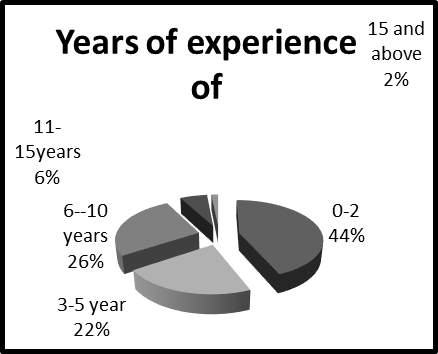 Years of experience
of
15 and
above
2%
11-
15years
6%
6--10
years
26%
0-2
44%
3-5 year
22%